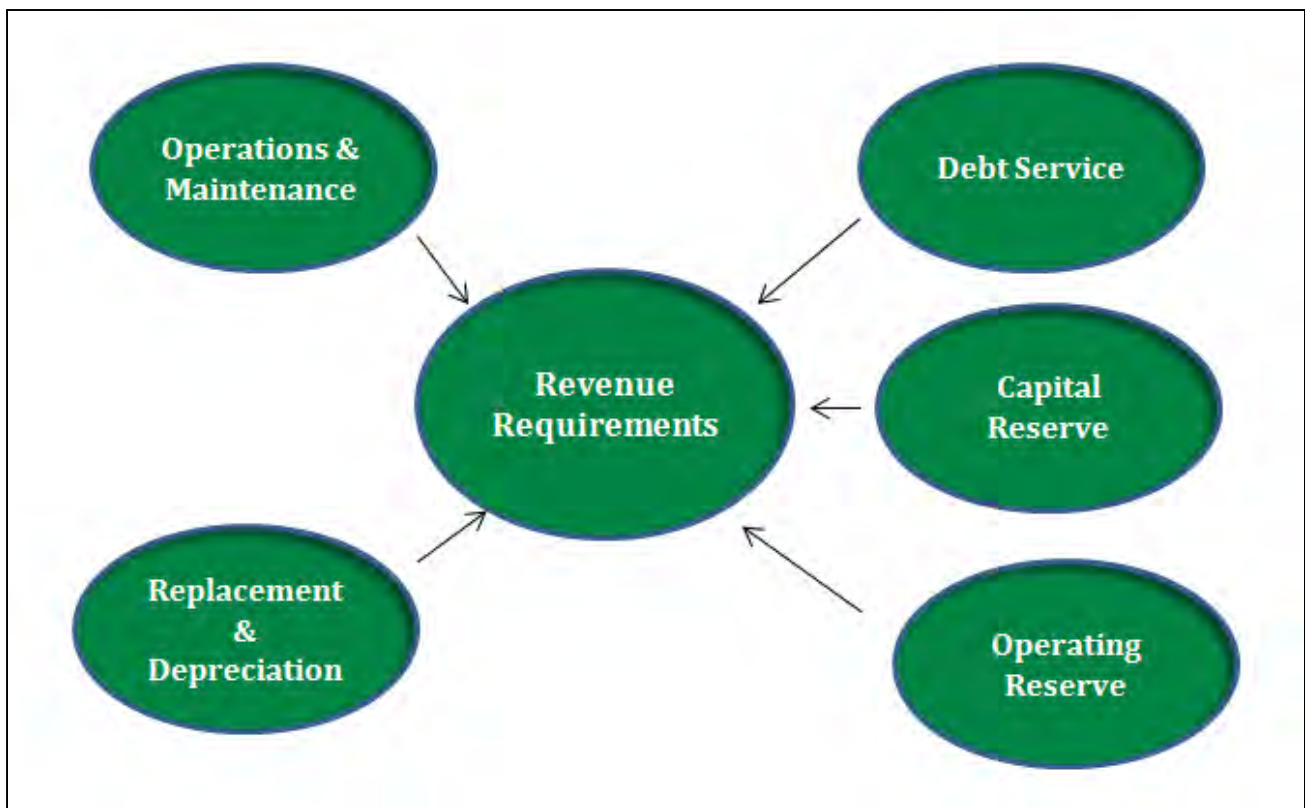 Operations &
Maintenance
Debt Service
Revenue
Requirements
Capital
Reserve
Replacement
&
Depreciation
Operating
Reserve